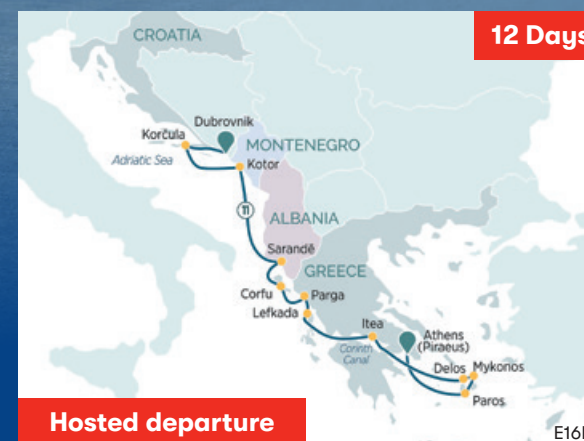 12 Days
CROATIA
Dubrovnik
Korčula
MONTENEGRO
Adriatic Sea
Kotor
11
ALBANIA
Sarandë
GREECE
Corfu
Parga
Lefkada
Itea
Athens
(Piraeus)
Corinth
Canal
Delos
Mykonos
Paros
Hosted departure